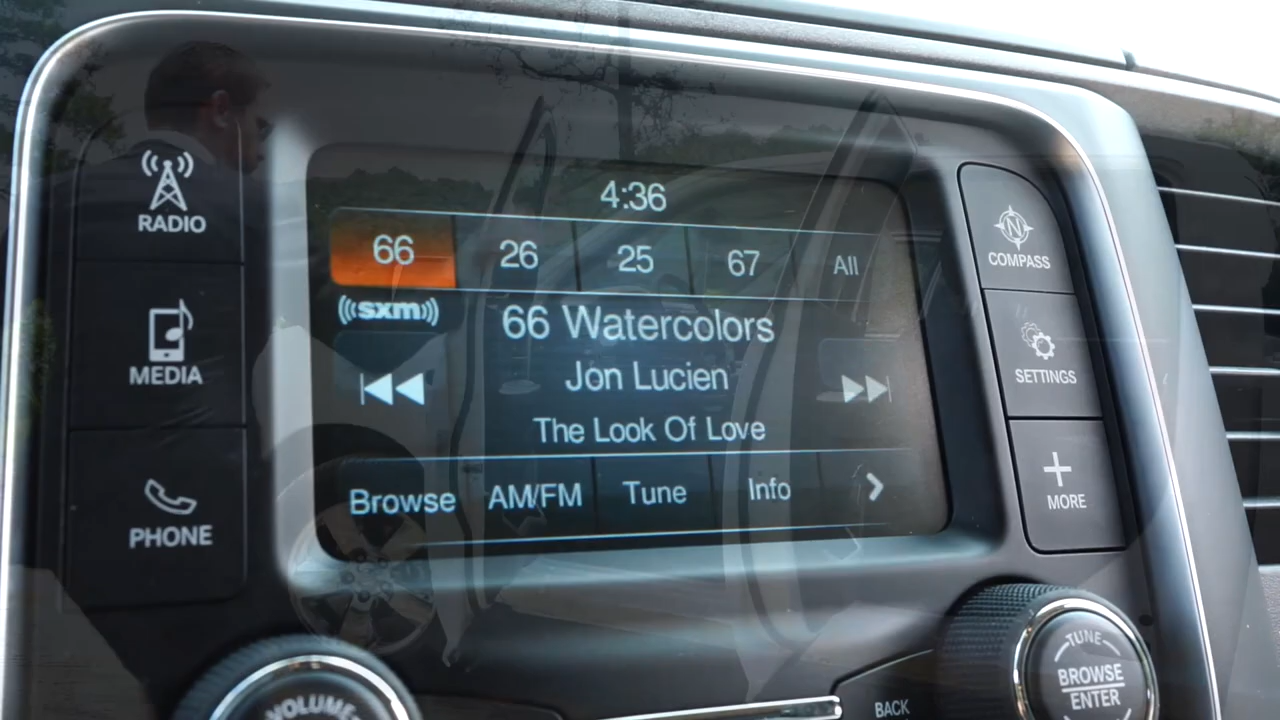 4:36
66 26 25 67 All
((sxm))
66 Watercolors
Jon Lucien
The Look Of Love
Browse AM/FM Tune Info
RADIO
MEDIA
PHONE
COMPASS
N
SETTINGS
MORE
VOLUME
BACK
TUNE
BROWSE
ENTER